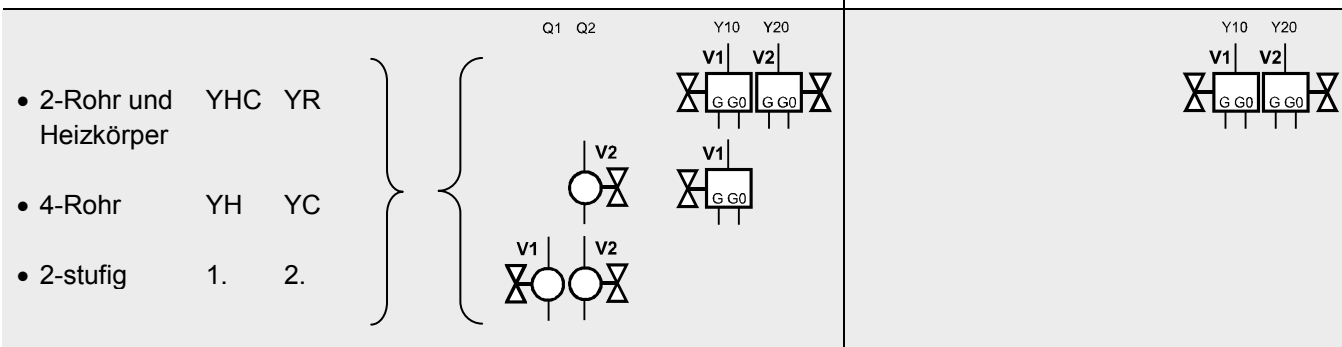 Q1 Q2 Y10 Y20 Y10 Y20
V1 V2 V1 V2
• 2-Rohr und YHC YR G G0 G G0 G G0 G G0
Heizkörper
V2 V1
• 4-Rohr YH YC G G0
V1 V2
• 2-stufig 1. 2.